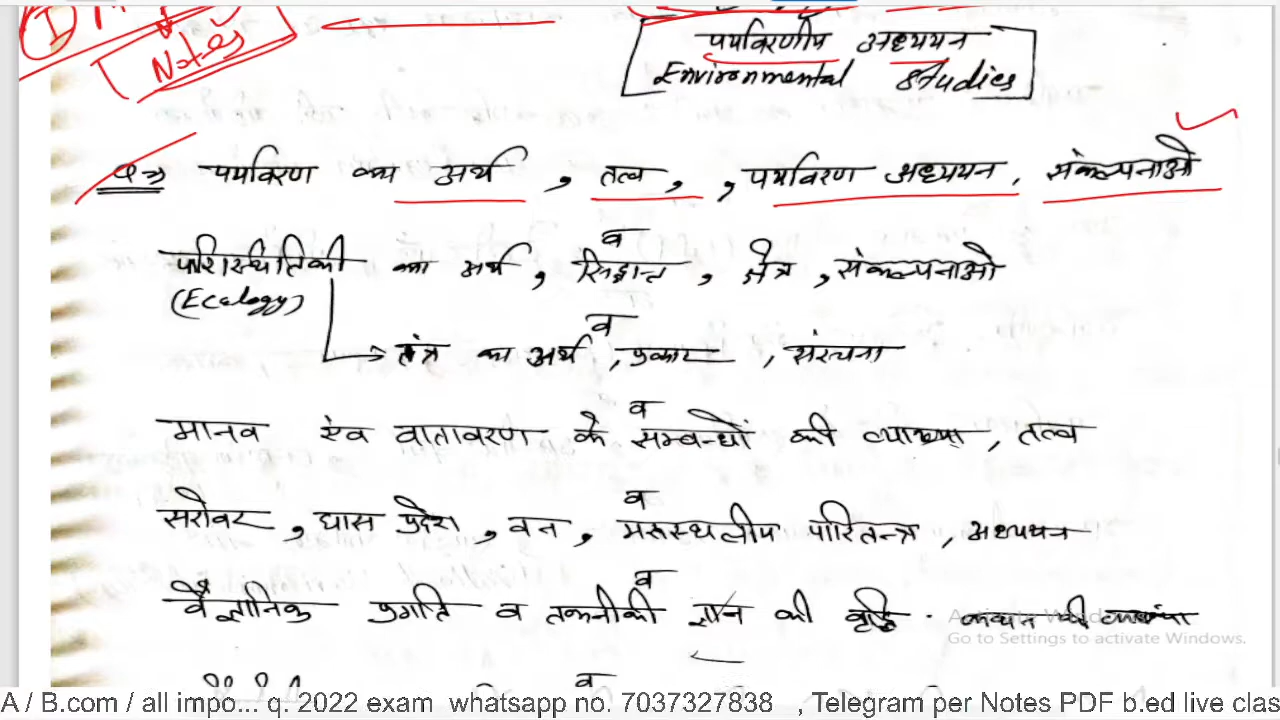 Notes
पर्यावरणीय अध्ययन
Environmental Studies
पर्यावरण का अर्थ, तत्व, , पर्यावरण अध्ययन, संकल्पनाओ
व
पारिस्थितिकी का अर्थ, सिद्धान्त, क्षेत्र, संकल्पनाओ
(Ecology)
व
→ तंत्र का अर्थ, प्रकार, संरचना
व
मानव एंव वातावरण के सम्बन्धों की व्याख्या, तत्व
व
सरोवर, घास प्रदेश, वन, मरुस्थलीय पारितन्त्र, अध्ययन
व
वैज्ञानिक प्रगति व तकनीकी ज्ञान की वृद्धि . कथन की
Activate Windows
Go to Settings to activate Windows.
व
A / B.com / all impo... q. 2022 exam whatsapp no. 7037327838 , Telegram per Notes PDF b.ed live clas